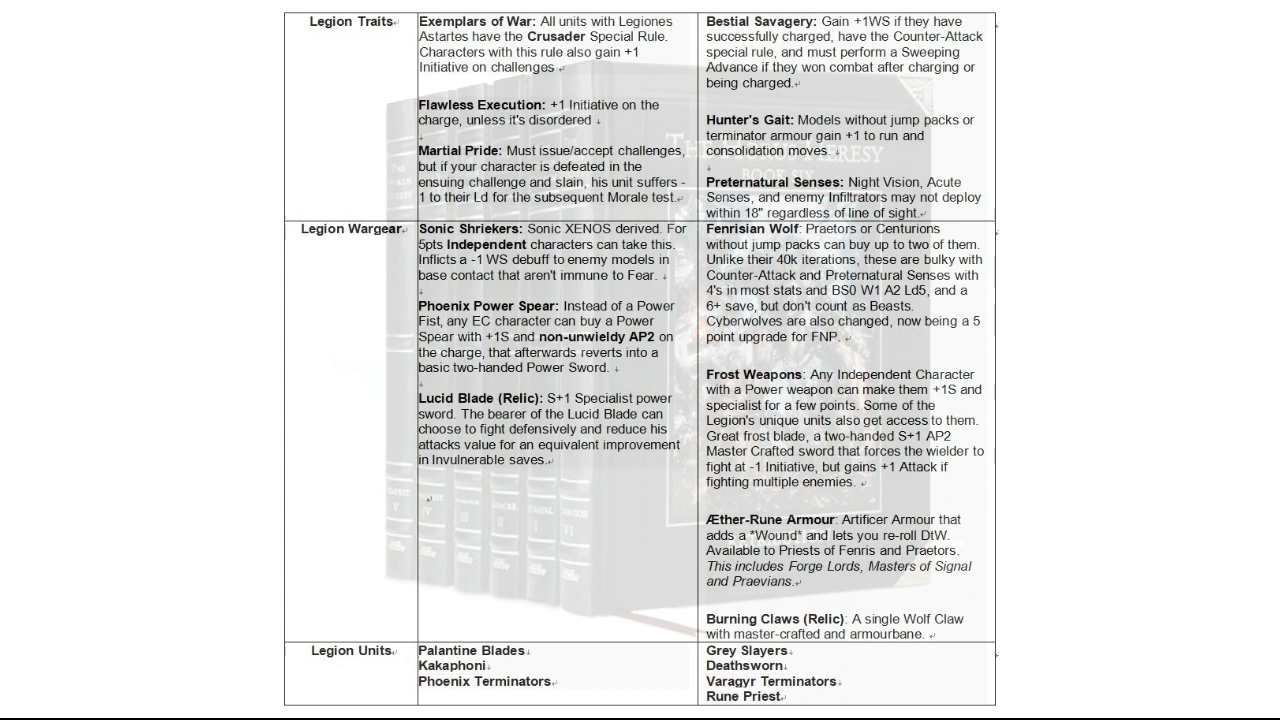 Legion Traits
Exemplars of War: All units with Legiones
Astartes have the Crusader Special Rule.
Characters with this rule also gain +1
Initiative on challenges
Flawless Execution: +1 Initiative on the
charge, unless it's disordered
Martial Pride: Must issue/accept challenges,
but if your character is defeated in the
ensuing challenge and slain, his unit suffers -
1 to their Ld for the subsequent Morale test.
Bestial Savagery: Gain +1WS if they have
successfully charged, have the Counter-Attack
special rule, and must perform a Sweeping
Advance if they won combat after charging or
being charged.
Hunter's Gait: Models without jump packs or
terminator armour gain +1 to run and
consolidation moves.
Preternatural Senses: Night Vision, Acute
Senses, and enemy Infiltrators may not deploy
within 18" regardless of line of sight.
Legion Wargear
Sonic Shriekers: Sonic XENOS derived. For
5pts Independent characters can take this.
Inflicts a -1 WS debuff to enemy models in
base contact that aren't immune to Fear.
Phoenix Power Spear: Instead of a Power
Fist, any EC character can buy a Power
Spear with +1S and non-unwieldy AP2 on
the charge, that afterwards reverts into a
basic two-handed Power Sword.
Lucid Blade (Relic): S+1 Specialist power
sword. The bearer of the Lucid Blade can
choose to fight defensively and reduce his
attacks value for an equivalent improvement
in Invulnerable saves.
Fenrisian Wolf: Praetors or Centurions
without jump packs can buy up to two of them.
Unlike their 40k iterations, these are bulky with
Counter-Attack and Preternatural Senses with
4's in most stats and BS0 W1 A2 Ld5, and a
6+ save, but don't count as Beasts.
Cyberwolves are also changed, now being a 5
point upgrade for FNP.
Frost Weapons: Any Independent Character
with a Power weapon can make them +1S and
specialist for a few points. Some of the
Legion's unique units also get access to them.
Great frost blade, a two-handed S+1 AP2
Master Crafted sword that forces the wielder to
fight at -1 Initiative, but gains +1 Attack if
fighting multiple enemies.
Æther-Rune Armour: Artificer Armour that
adds a *Wound* and lets you re-roll DtW.
Available to Priests of Fenris and Praetors.
This includes Forge Lords, Masters of Signal
and Praevians.
Burning Claws (Relic): A single Wolf Claw
with master-crafted and armourbane.
Legion Units
Palantine Blades
Kakaphoni
Phoenix Terminators
Grey Slayers
Deathsworn
Varagyr Terminators
Rune Priest
THE HORUS HERESY
BOOK SIX